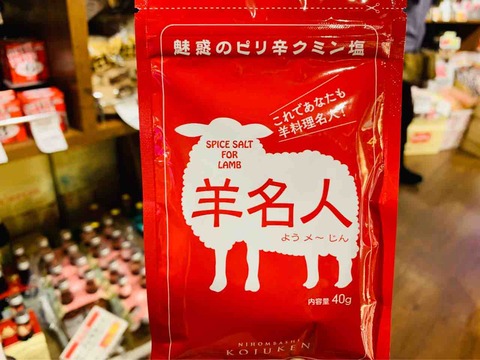 魅惑のピリ辛クミン塩
これであなたも
羊料理名人!
SPICE SALT
FOR
LAMB
羊名人
よう メ〜 じん
内容量 40g
NIHOMBASHI
KOJUKEN